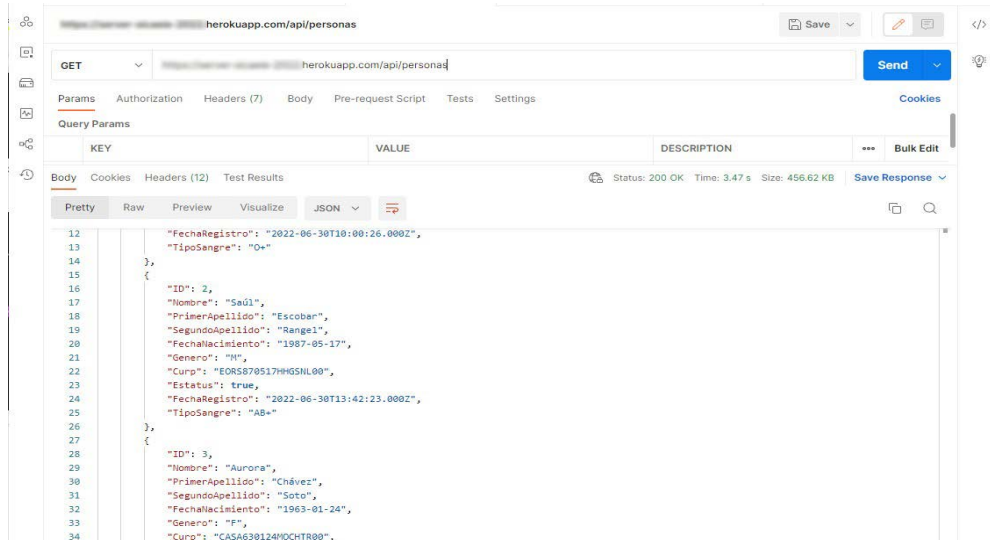 herokuapp.com/api/personas
Save
GET
herokuapp.com/api/personas
Send
Params Authorization Headers (7) Body Pre-request Script Tests Settings Cookies
Query Params
KEY VALUE DESCRIPTION Bulk Edit
Body Cookies Headers (12) Test Results Status: 200 OK Time: 3.47 s Size: 456.62 KB Save Response
Pretty Raw Preview Visualize JSON
12 "FechaRegistro": "2022-06-30T10:00:26.000Z",
13 "TipoSangre": "O+"
14 },
15 {
16 "ID": 2,
17 "Nombre": "Saúl",
18 "PrimerApellido": "Escobar",
19 "SegundoApellido": "Rangel",
20 "FechaNacimiento": "1987-05-17",
21 "Genero": "M",
22 "Curp": "EORS870517HHGSNL00",
23 "Estatus": true,
24 "FechaRegistro": "2022-06-30T13:42:23.000Z",
25 "TipoSangre": "AB+"
26 },
27 {
28 "ID": 3,
29 "Nombre": "Aurora",
30 "PrimerApellido": "Chávez",
31 "SegundoApellido": "Soto",
32 "FechaNacimiento": "1963-01-24",
33 "Genero": "F",
34 "Curp": "CASA630124MOCHTR00",